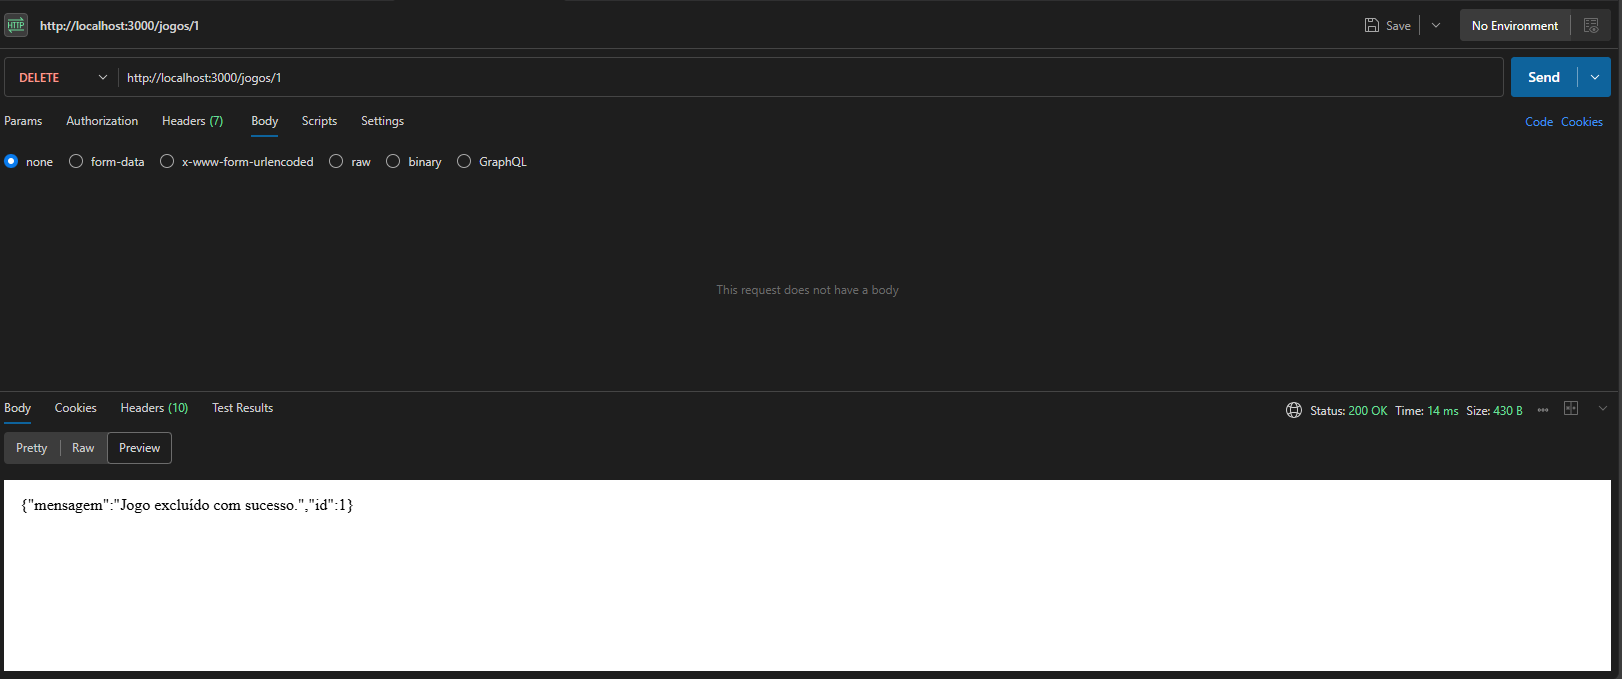 HTTP http://localhost:3000/jogos/1 Save No Environment
DELETE http://localhost:3000/jogos/1 Send
Params Authorization Headers (7) Body Scripts Settings Code Cookies
none form-data x-www-form-urlencoded raw binary GraphQL
This request does not have a body
Body Cookies Headers (10) Test Results Status: 200 OK Time: 14 ms Size: 430 B
Pretty Raw Preview
{"mensagem":"Jogo excluído com sucesso.","id":1}